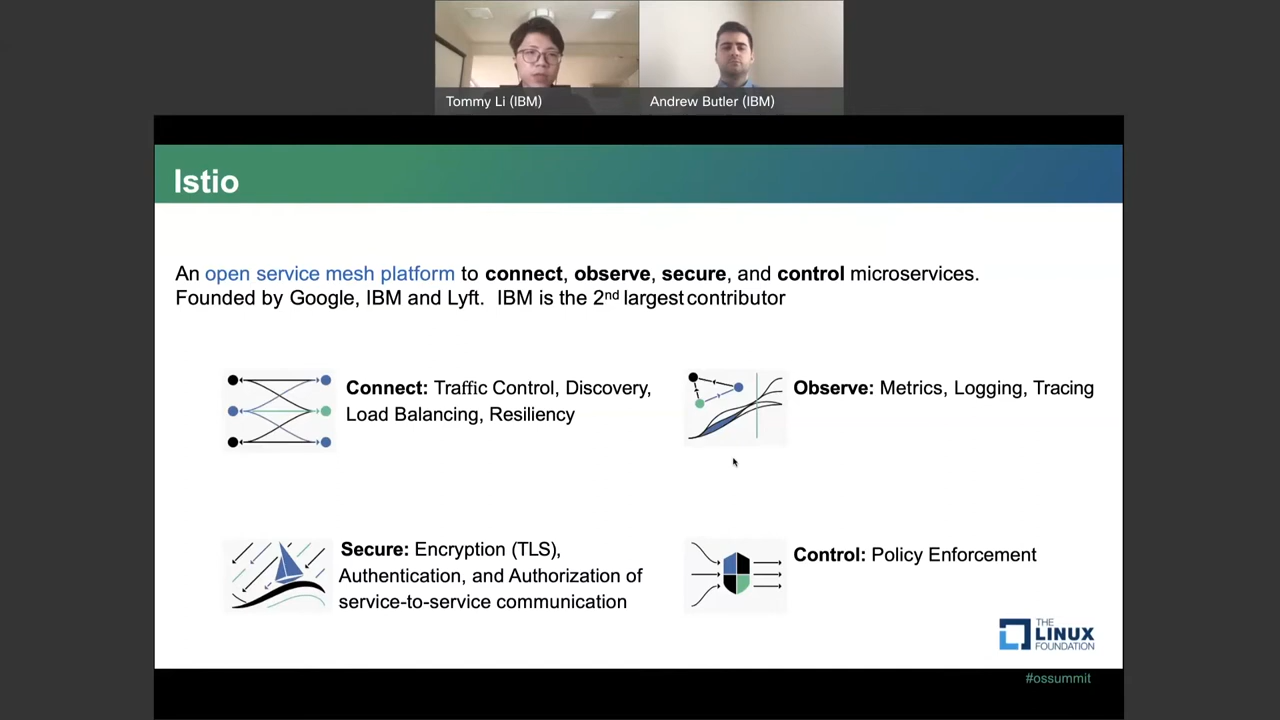 Tommy Li (IBM)
Andrew Butler (IBM)
Istio
An open service mesh platform to connect, observe, secure, and control microservices.
Founded by Google, IBM and Lyft. IBM is the 2nd largest contributor
Connect: Traffic Control, Discovery,
Load Balancing, Resiliency
Observe: Metrics, Logging, Tracing
Secure: Encryption (TLS),
Authentication, and Authorization of
service-to-service communication
Control: Policy Enforcement
THE
LINUX
FOUNDATION
#ossummit